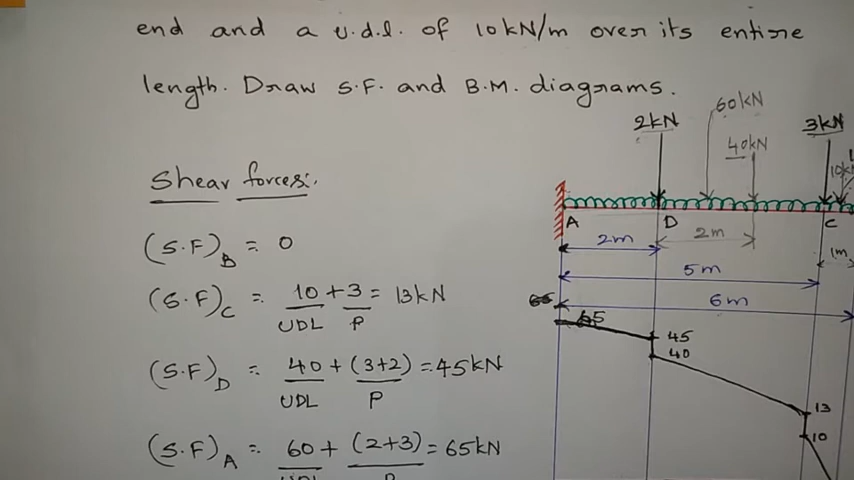 end and a u.d.l. of 10kN/m over its entire
length. Draw S.F. and B.M. diagrams.
60kN
2kN
40kN
3kN
Shear forces:
A
D
C
2m
2m
1m
5m
6m
(S.F)B = 0
(S.F)C = 10 + 3 = 13kN
UDL P
65
45
40
13
10
(S.F)D = 40 + (3+2) = 45kN
UDL P
(S.F)A = 60 + (2+3) = 65kN